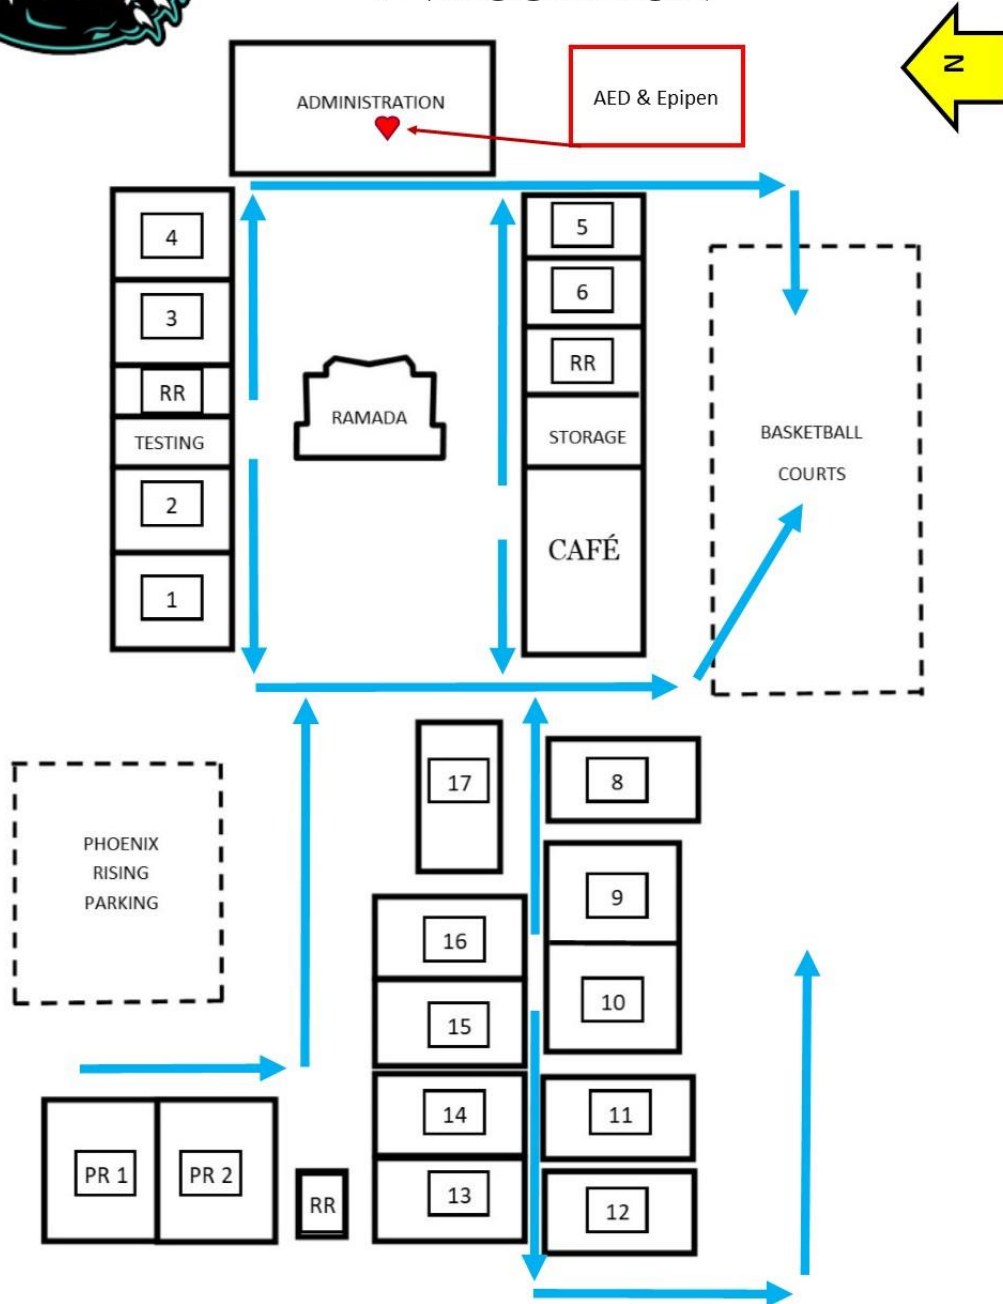 N
ADMINISTRATION
AED & Epipen
4
3
RR
TESTING
2
1
RAMADA
5
6
RR
STORAGE
CAFÉ
BASKETBALL
COURTS
PHOENIX
RISING
PARKING
17
8
16
9
15
10
14
11
13
12
PR 1
PR 2
RR